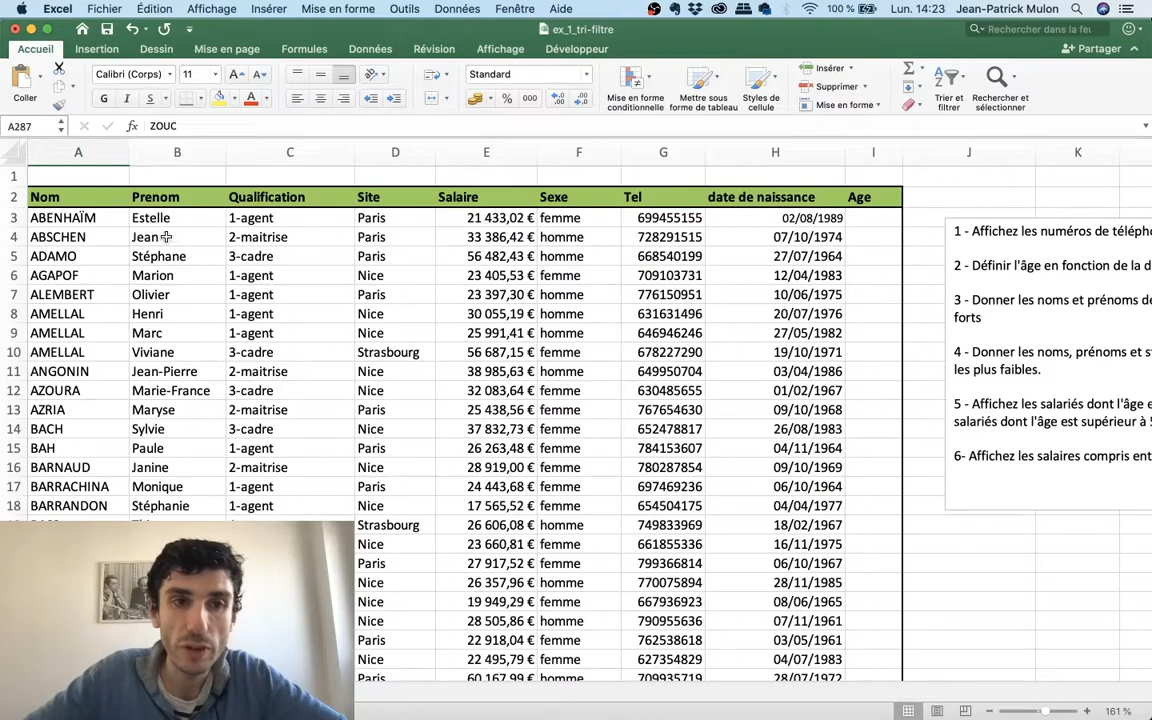 Excel Fichier Édition Affichage Insérer Mise en forme Outils Données Fenêtre Aide 100 % Lun. 14:23 Jean-Patrick Mulon
ex_1_tri-filtre
Rechercher dans la feu
Accueil Insertion Dessin Mise en page Formules Données Révision Affichage Développeur Partager
Coller Calibri (Corps) 11 A A Standard Insérer Supprimer Mise en forme
G I S A % 000
Mise en forme conditionnelle Mettre sous forme de tableau Styles de cellule Trier et filtrer Rechercher et sélectionner
A287 fx ZOUC
A B C D E F G H I J K
1
2 Nom Prenom Qualification Site Salaire Sexe Tel date de naissance Age
3 ABENHAÏM Estelle 1-agent Paris 21 433,02 € femme 699455155 02/08/1989
4 ABSCHEN Jean 2-maitrise Paris 33 386,42 € homme 728291515 07/10/1974
5 ADAMO Stéphane 3-cadre Paris 56 482,43 € homme 668540199 27/07/1964
6 AGAPOF Marion 1-agent Nice 23 405,53 € femme 709103731 12/04/1983
7 ALEMBERT Olivier 1-agent Paris 23 397,30 € homme 776150951 10/06/1975
8 AMELLAL Henri 1-agent Nice 30 055,19 € homme 631631496 20/07/1976
9 AMELLAL Marc 1-agent Nice 25 991,41 € homme 646946246 27/05/1982
10 AMELLAL Viviane 3-cadre Strasbourg 56 687,15 € femme 678227290 19/10/1971
11 ANGONIN Jean-Pierre 2-maitrise Nice 38 985,63 € homme 649950704 03/04/1986
12 AZOURA Marie-France 3-cadre Nice 32 083,64 € femme 630485655 01/02/1967
13 AZRIA Maryse 2-maitrise Paris 25 438,56 € femme 767654630 09/10/1968
14 BACH Sylvie 3-cadre Nice 37 832,73 € femme 652478817 26/08/1983
15 BAH Paule 1-agent Paris 26 263,48 € femme 784153607 04/11/1964
16 BARNAUD Janine 2-maitrise Nice 28 919,00 € femme 780287854 09/10/1969
17 BARRACHINA Monique 1-agent Paris 24 443,68 € femme 697469236 06/10/1964
18 BARRANDON Stéphanie 1-agent Nice 17 565,52 € femme 654504175 04/04/1977
Strasbourg 26 606,08 € homme 749833969 18/02/1967
Nice 23 660,81 € femme 661855336 16/11/1975
Paris 27 917,52 € femme 799366814 06/10/1967
Nice 26 357,96 € homme 770075894 28/11/1985
Nice 19 949,29 € femme 667936923 08/06/1965
Nice 28 505,86 € homme 790955636 07/11/1961
Paris 22 918,04 € femme 762538618 03/05/1961
Nice 22 495,79 € femme 627354829 04/07/1983
Paris 60 167,99 € homme 709935719 28/07/1972
1 - Affichez les numéros de télépho
2 - Définir l'âge en fonction de la d
3 - Donner les noms et prénoms de
forts
4 - Donner les noms, prénoms et s
les plus faibles.
5 - Affichez les salariés dont l'âge e
salariés dont l'âge est supérieur à 5
6- Affichez les salaires compris ent
161 %